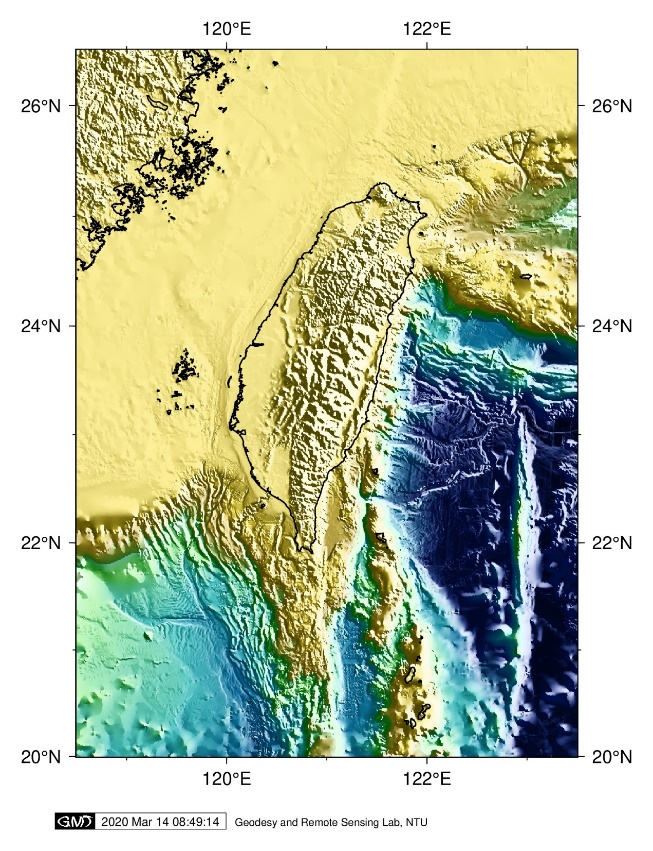 120°E 122°E
26°N 26°N
24°N 24°N
22°N 22°N
20°N 20°N
120°E 122°E
GMT 2020 Mar 14 08:49:14 Geodesy and Remote Sensing Lab, NTU